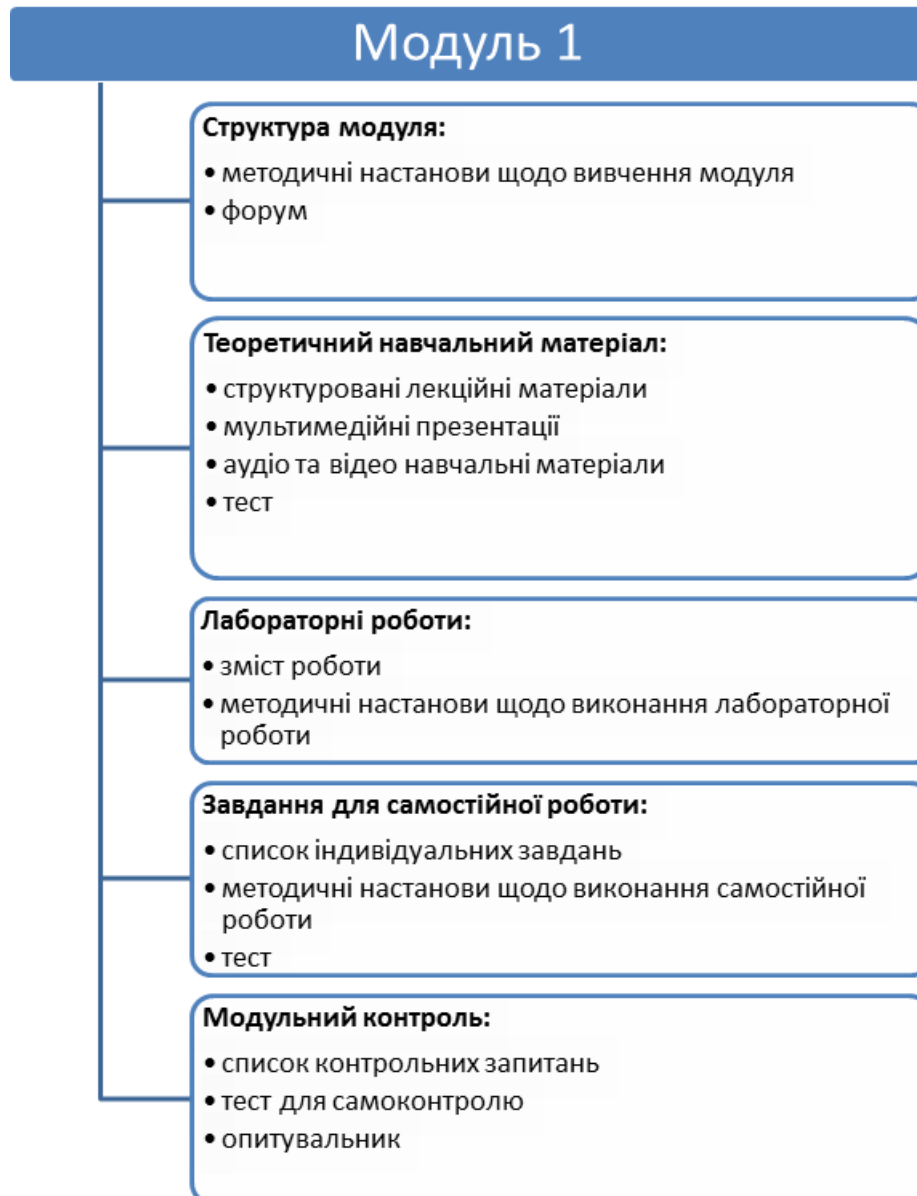 Модуль 1
Структура модуля:
• методичні настанови щодо вивчення модуля
• форум
Теоретичний навчальний матеріал:
• структуровані лекційні матеріали
• мультимедійні презентації
• аудіо та відео навчальні матеріали
• тест
Лабораторні роботи:
• зміст роботи
• методичні настанови щодо виконання лабораторної
роботи
Завдання для самостійної роботи:
• список індивідуальних завдань
• методичні настанови щодо виконання самостійної
роботи
• тест
Модульний контроль:
• список контрольних запитань
• тест для самоконтролю
• опитувальник